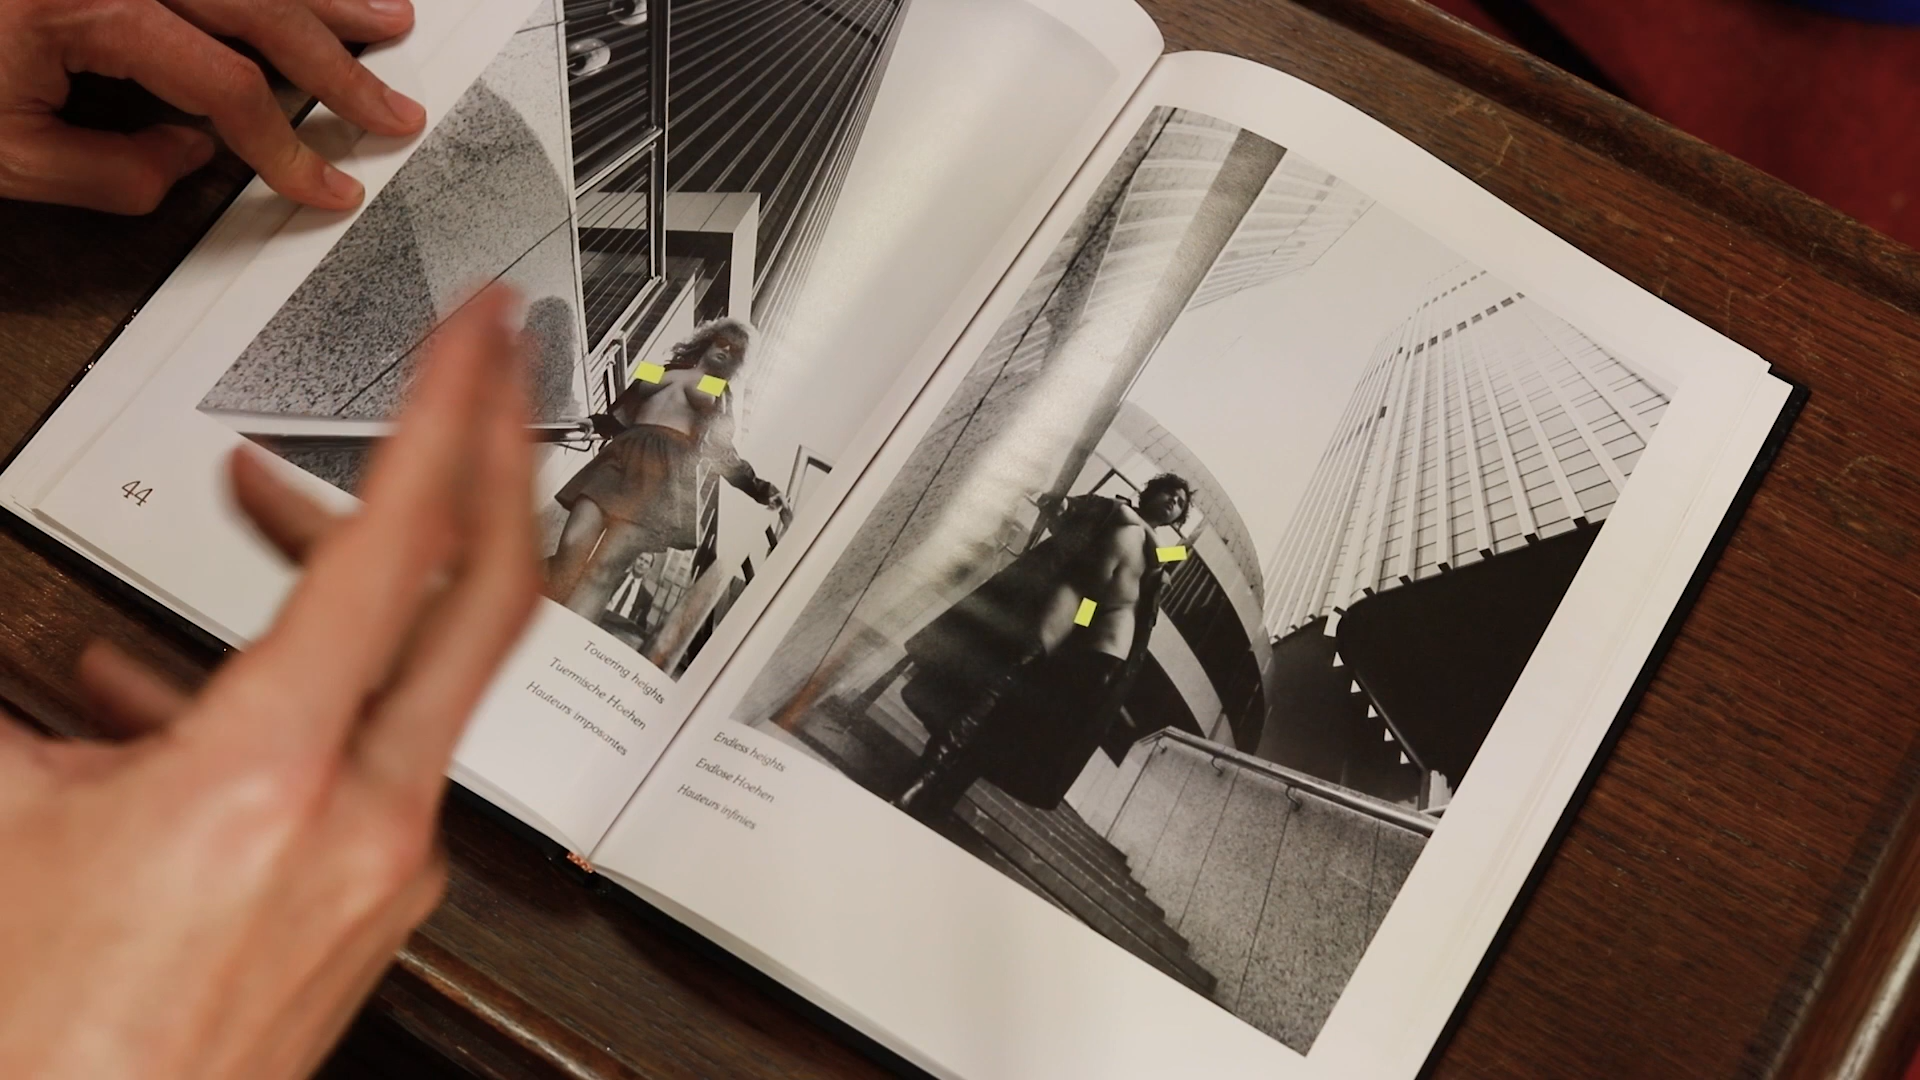 44
Towering heights
Tuermische Hoehen
Hauteurs imposantes
Endless heights
Endlose Hoehen
Hauteurs infinies